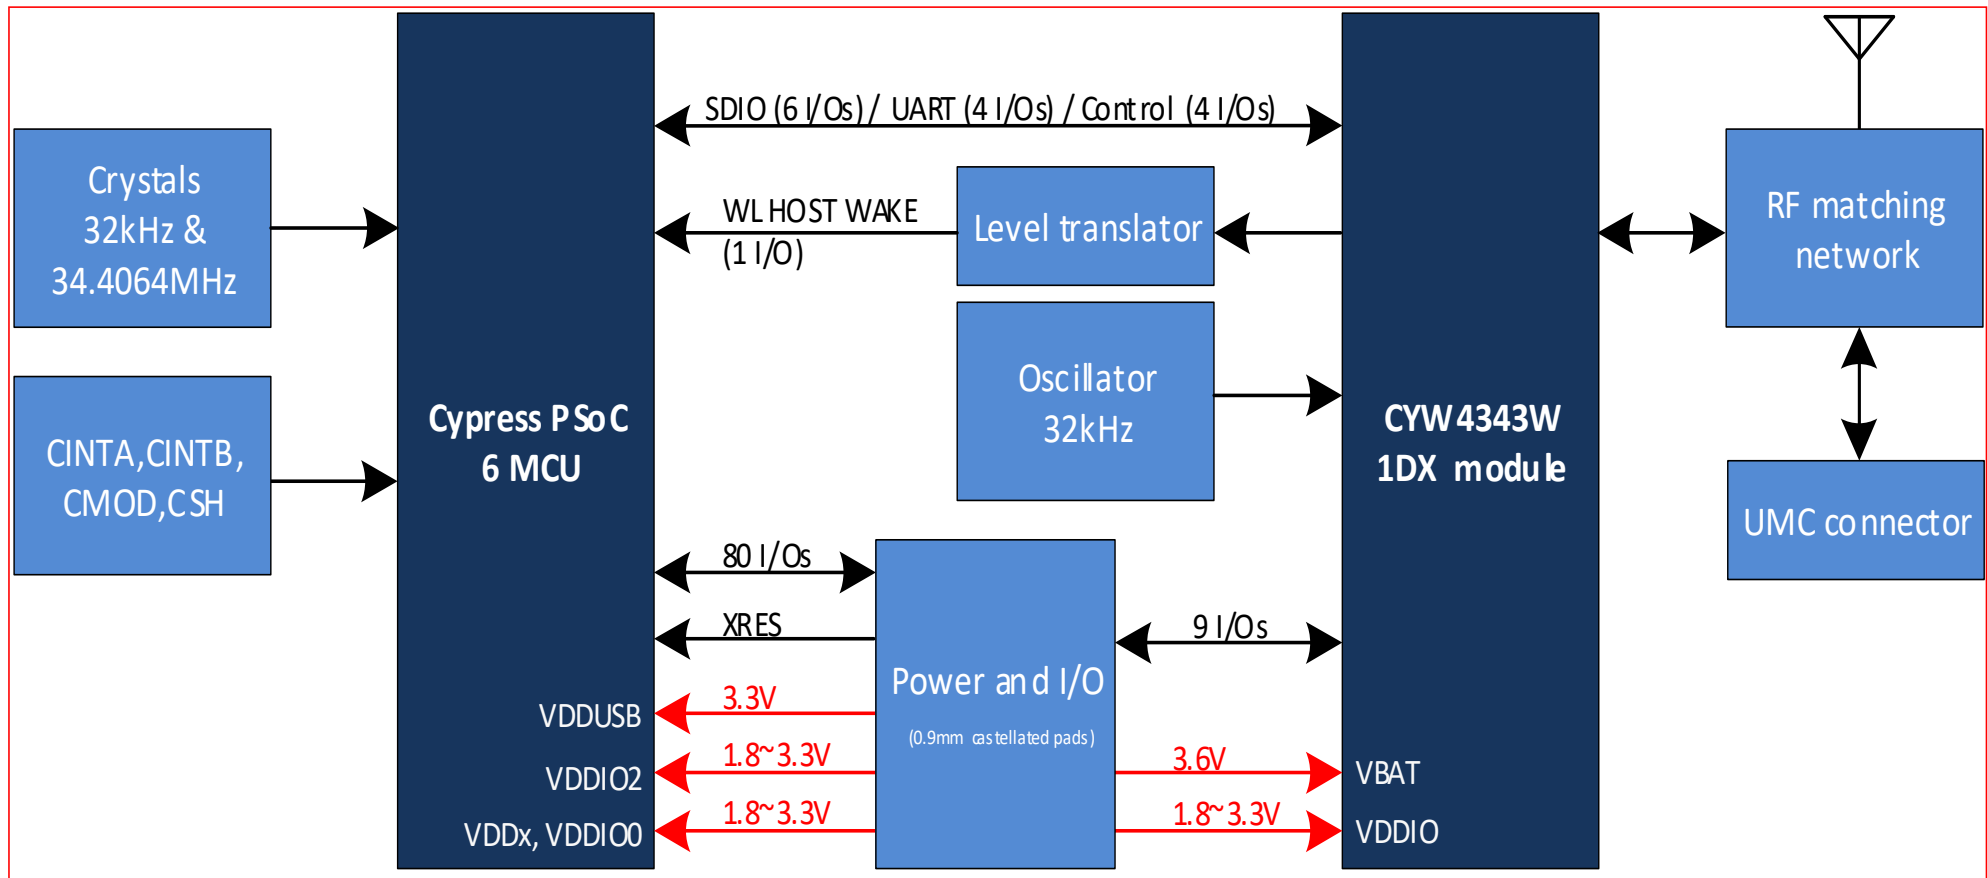 SDIO (6 I/Os) / UART (4 I/Os) / Control (4 I/Os)
Crystals
32kHz &
34.4064MHz
WL HOST WAKE
(1 I/O)
Level translator
RF matching
network
Oscillator
32kHz
Cypress PSoC
6 MCU
CYW4343W
1DX module
CINTA,CINTB,
CMOD,CSH
UMC connector
80 I/Os
XRES
9 I/Os
Power and I/O
(0.9mm castellated pads)
VDDUSB
3.3V
VDDIO2
1.8~3.3V
3.6V
VBAT
VDDx, VDDIO0
1.8~3.3V
1.8~3.3V
VDDIO